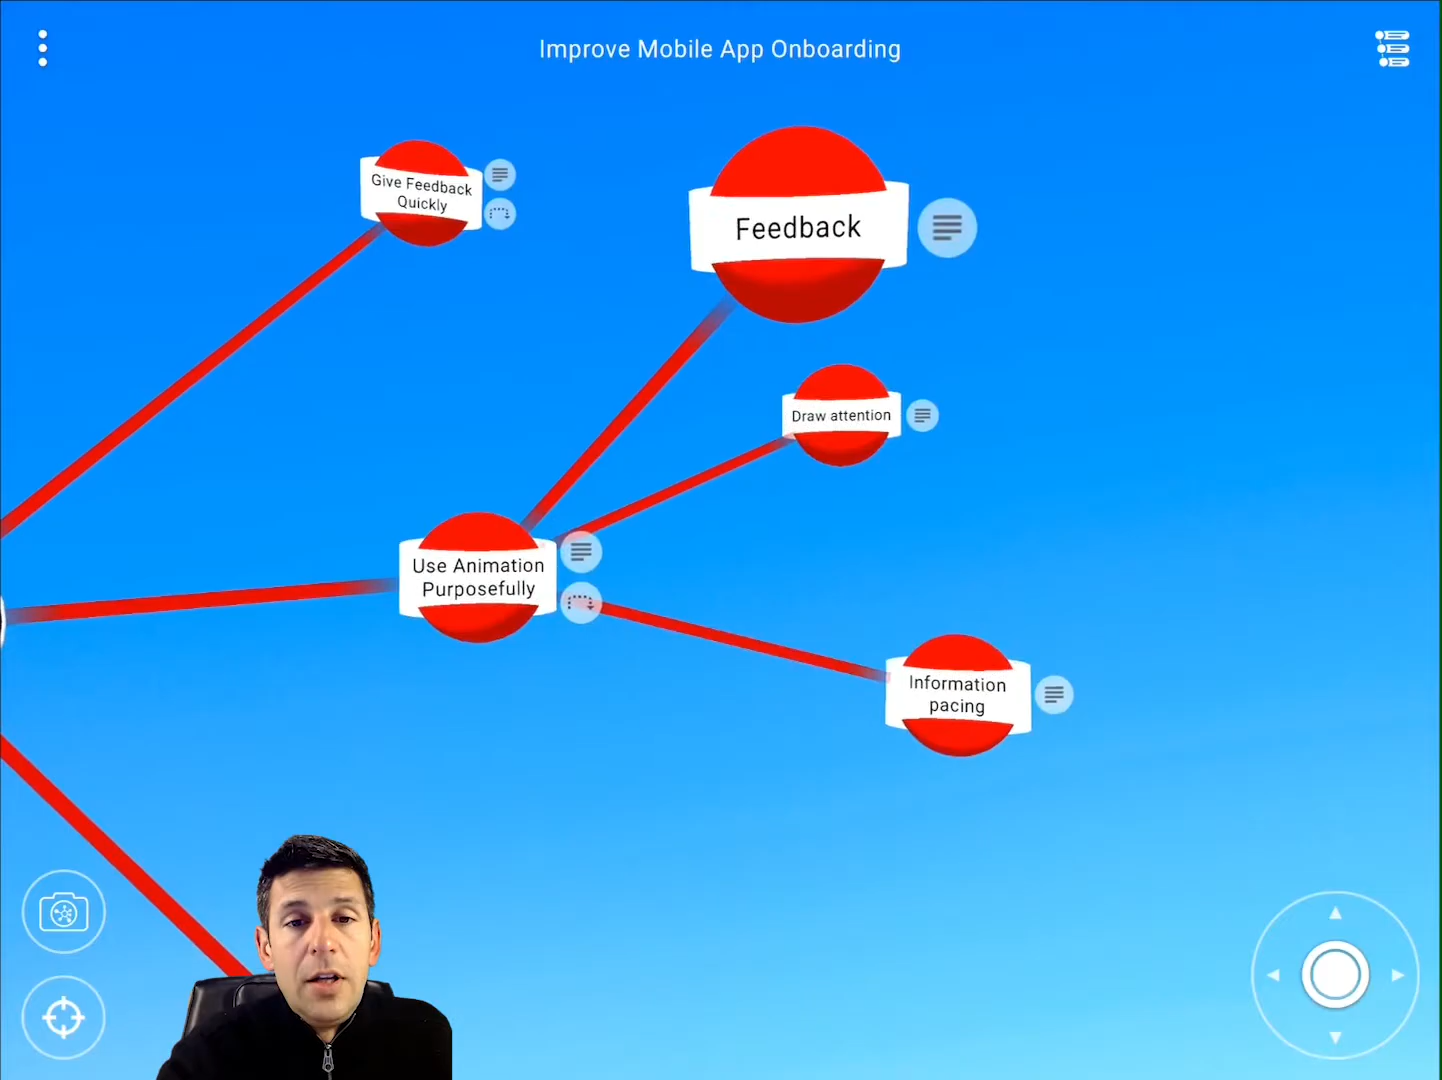 Improve Mobile App Onboarding
Give Feedback
Quickly
Feedback
Draw attention
Use Animation
Purposefully
Information
pacing